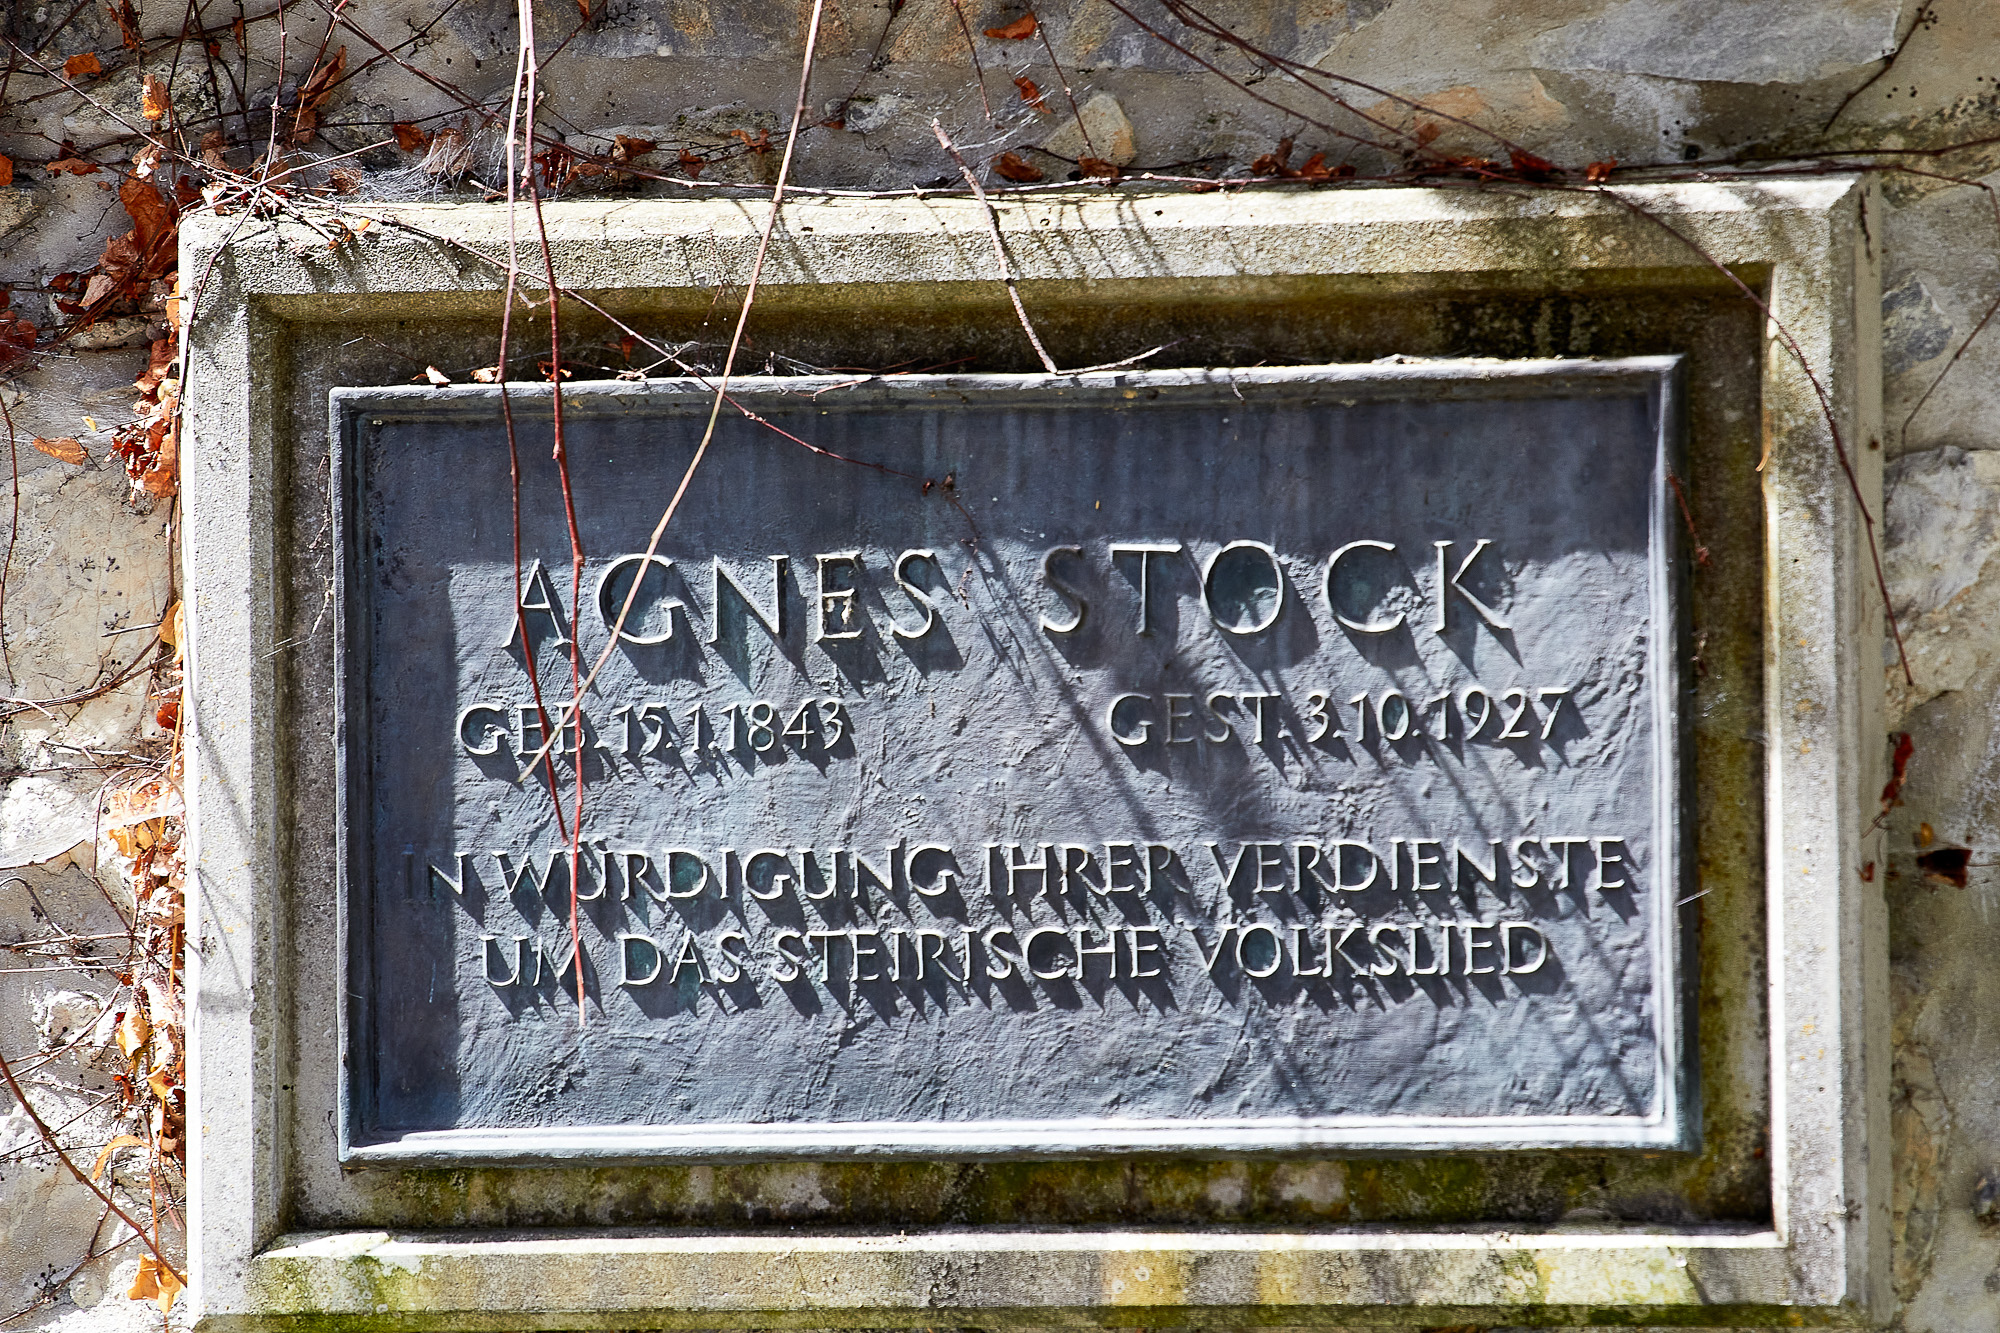 AGNES STOCK
GEB. 15.1.1843 GEST. 3.10.1927
IN WÜRDIGUNG IHRER VERDIENSTE
UM DAS STEIRISCHE VOLKSLIED